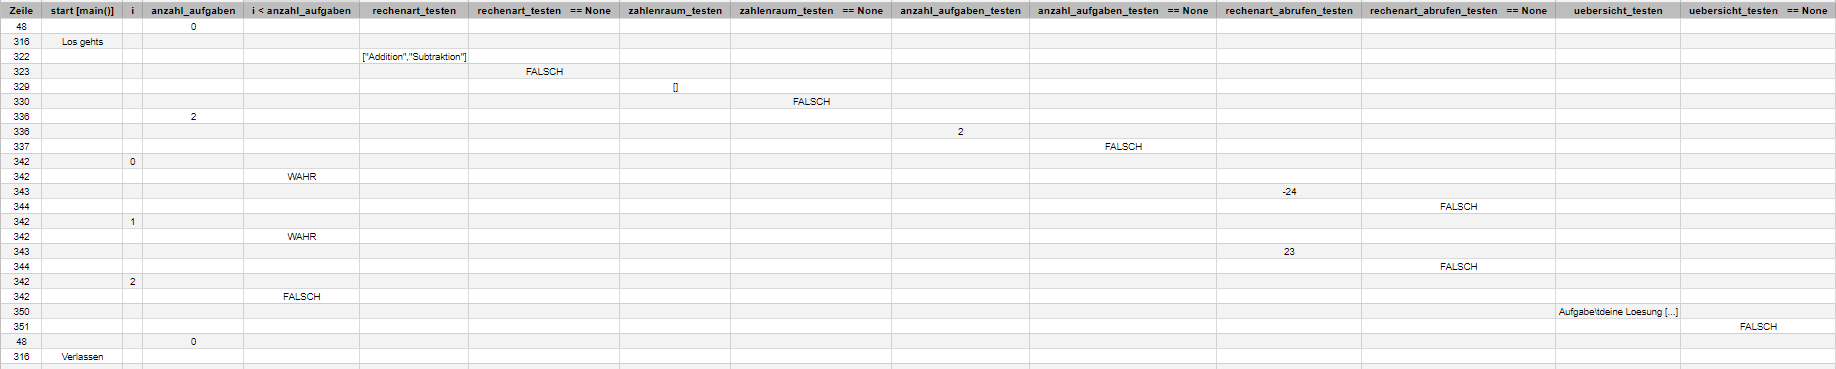 Zeile start [main()] i anzahl_aufgaben i < anzahl_aufgaben rechenart_testen rechenart_testen == None zahlenraum_testen zahlenraum_testen == None anzahl_aufgaben_testen anzahl_aufgaben_testen == None rechenart_abrufen_testen rechenart_abrufen_testen == None uebersicht_testen uebersicht_testen == None
48 0
316 Los gehts
322 ["Addition","Subtraktion"]
323 FALSCH
329 []
330 FALSCH
336 2
336 2
337 FALSCH
342 0
342 WAHR
343 -24
344 FALSCH
342 1
342 WAHR
343 23
344 FALSCH
342 2
342 FALSCH
350 Aufgabe\tdeine Loesung [...]
351 FALSCH
48 0
316 Verlassen